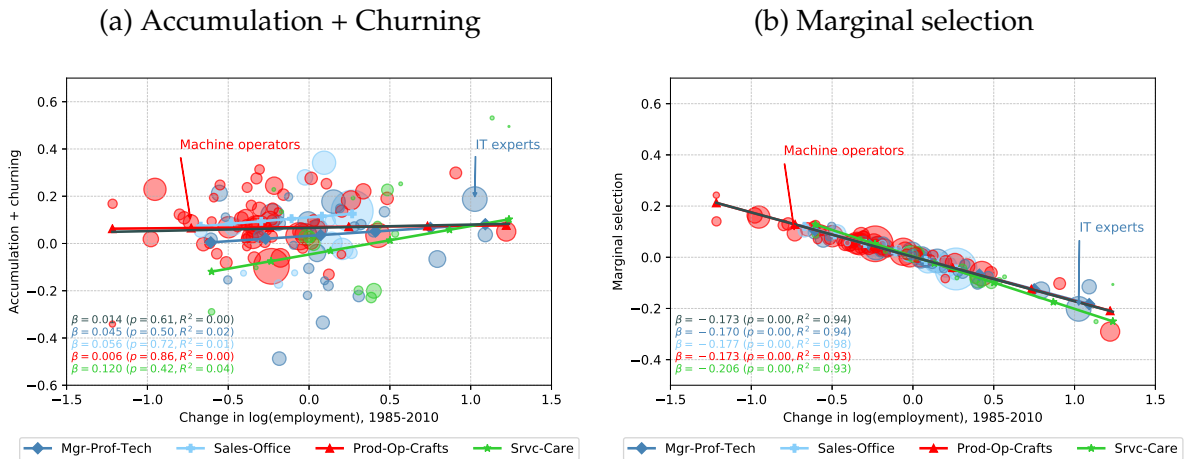 (a) Accumulation + Churning
(b) Marginal selection
Accumulation + churning
0.6
0.4
0.2
0.0
−0.2
−0.4
−0.6
Machine operators
IT experts
β = 0.014 (p = 0.61, R² = 0.00)
β = 0.045 (p = 0.50, R² = 0.02)
β = 0.056 (p = 0.72, R² = 0.01)
β = 0.006 (p = 0.86, R² = 0.00)
β = 0.120 (p = 0.42, R² = 0.04)
−1.5 −1.0 −0.5 0.0 0.5 1.0 1.5
Change in log(employment), 1985-2010
Mgr-Prof-Tech Sales-Office Prod-Op-Crafts Srvc-Care
Marginal selection
0.6
0.4
0.2
0.0
−0.2
−0.4
Machine operators
IT experts
β = −0.173 (p = 0.00, R² = 0.94)
β = −0.170 (p = 0.00, R² = 0.94)
β = −0.177 (p = 0.00, R² = 0.98)
β = −0.173 (p = 0.00, R² = 0.93)
β = −0.206 (p = 0.00, R² = 0.93)
−1.5 −1.0 −0.5 0.0 0.5 1.0 1.5
Change in log(employment), 1985-2010
Mgr-Prof-Tech Sales-Office Prod-Op-Crafts Srvc-Care